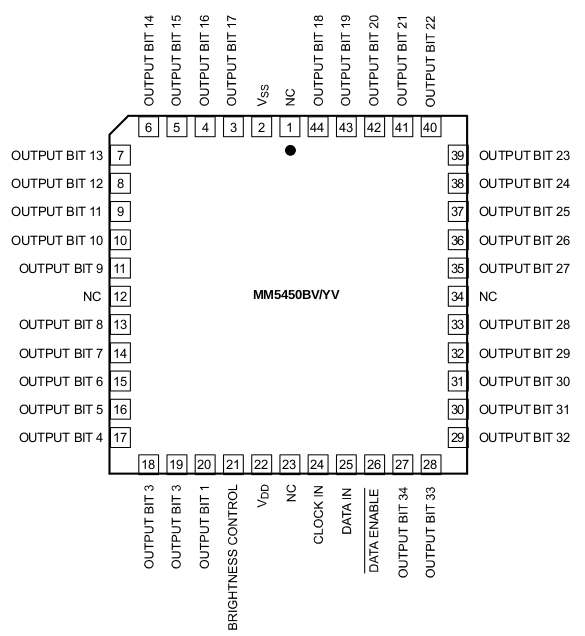 OUTPUT BIT 14
OUTPUT BIT 15
OUTPUT BIT 16
OUTPUT BIT 17
VSS
NC
OUTPUT BIT 18
OUTPUT BIT 19
OUTPUT BIT 20
OUTPUT BIT 21
OUTPUT BIT 22
6 5 4 3 2 1 44 43 42 41 40
OUTPUT BIT 13 7
39 OUTPUT BIT 23
OUTPUT BIT 12 8
38 OUTPUT BIT 24
OUTPUT BIT 11 9
37 OUTPUT BIT 25
OUTPUT BIT 10 10
36 OUTPUT BIT 26
OUTPUT BIT 9 11
35 OUTPUT BIT 27
NC 12
MM5450BV/YV
34 NC
OUTPUT BIT 8 13
33 OUTPUT BIT 28
OUTPUT BIT 7 14
32 OUTPUT BIT 29
OUTPUT BIT 6 15
31 OUTPUT BIT 30
OUTPUT BIT 5 16
30 OUTPUT BIT 31
OUTPUT BIT 4 17
29 OUTPUT BIT 32
18 19 20 21 22 23 24 25 26 27 28
OUTPUT BIT 3
OUTPUT BIT 3
OUTPUT BIT 1
BRIGHTNESS CONTROL
VDD
NC
CLOCK IN
DATA IN
DATA ENABLE
OUTPUT BIT 34
OUTPUT BIT 33